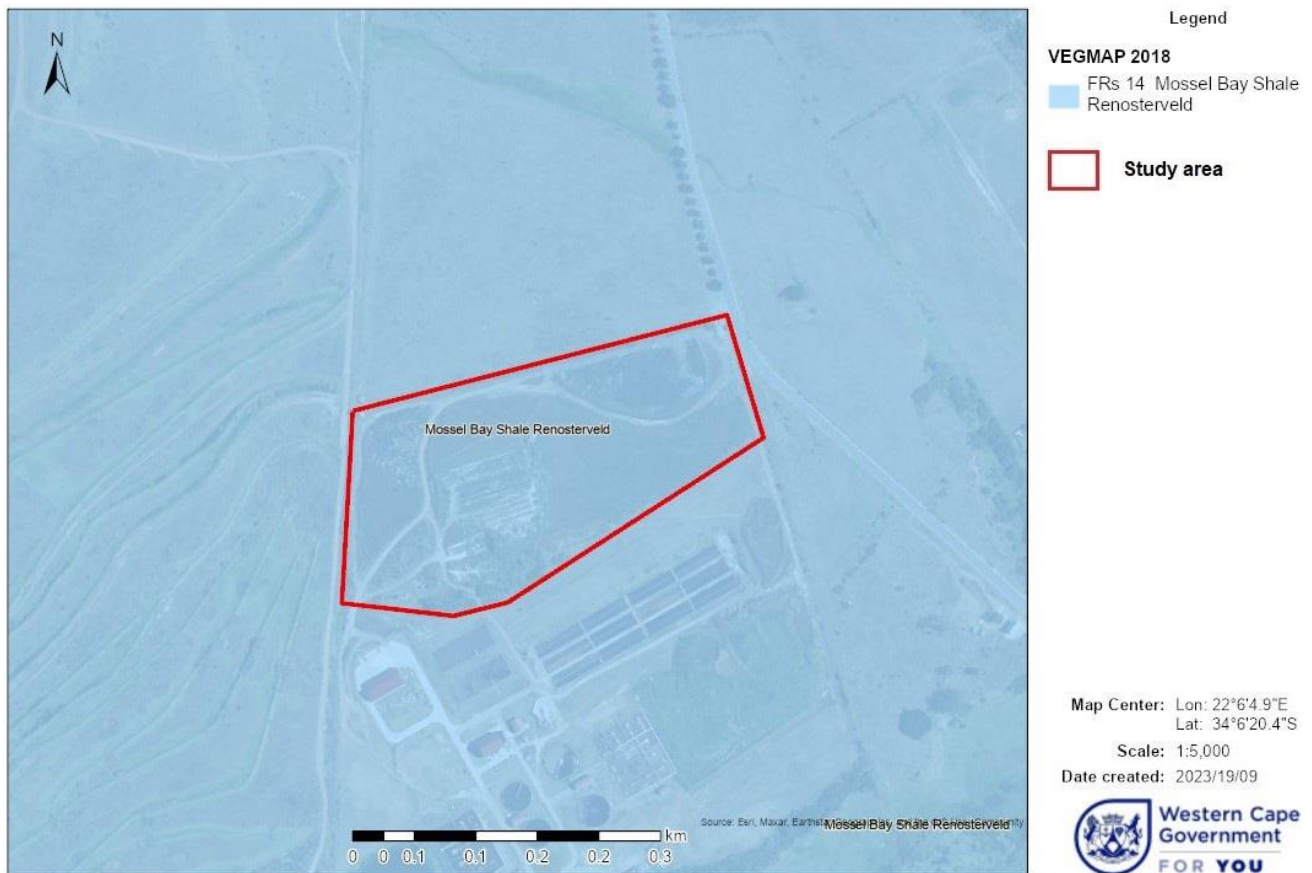 N
Mossel Bay Shale Renosterveld
km
0 0 0.1 0.1 0.2 0.2 0.3
Source: Esri, Maxar, Earthstar
Mossel Bay Shale Renosterveld
Legend
VEGMAP 2018
FRs 14 Mossel Bay Shale
Renosterveld
Study area
Map Center: Lon: 22°6'4.9"E
Lat: 34°6'20.4"S
Scale: 1:5,000
Date created: 2023/19/09
Western Cape
Government
FOR YOU